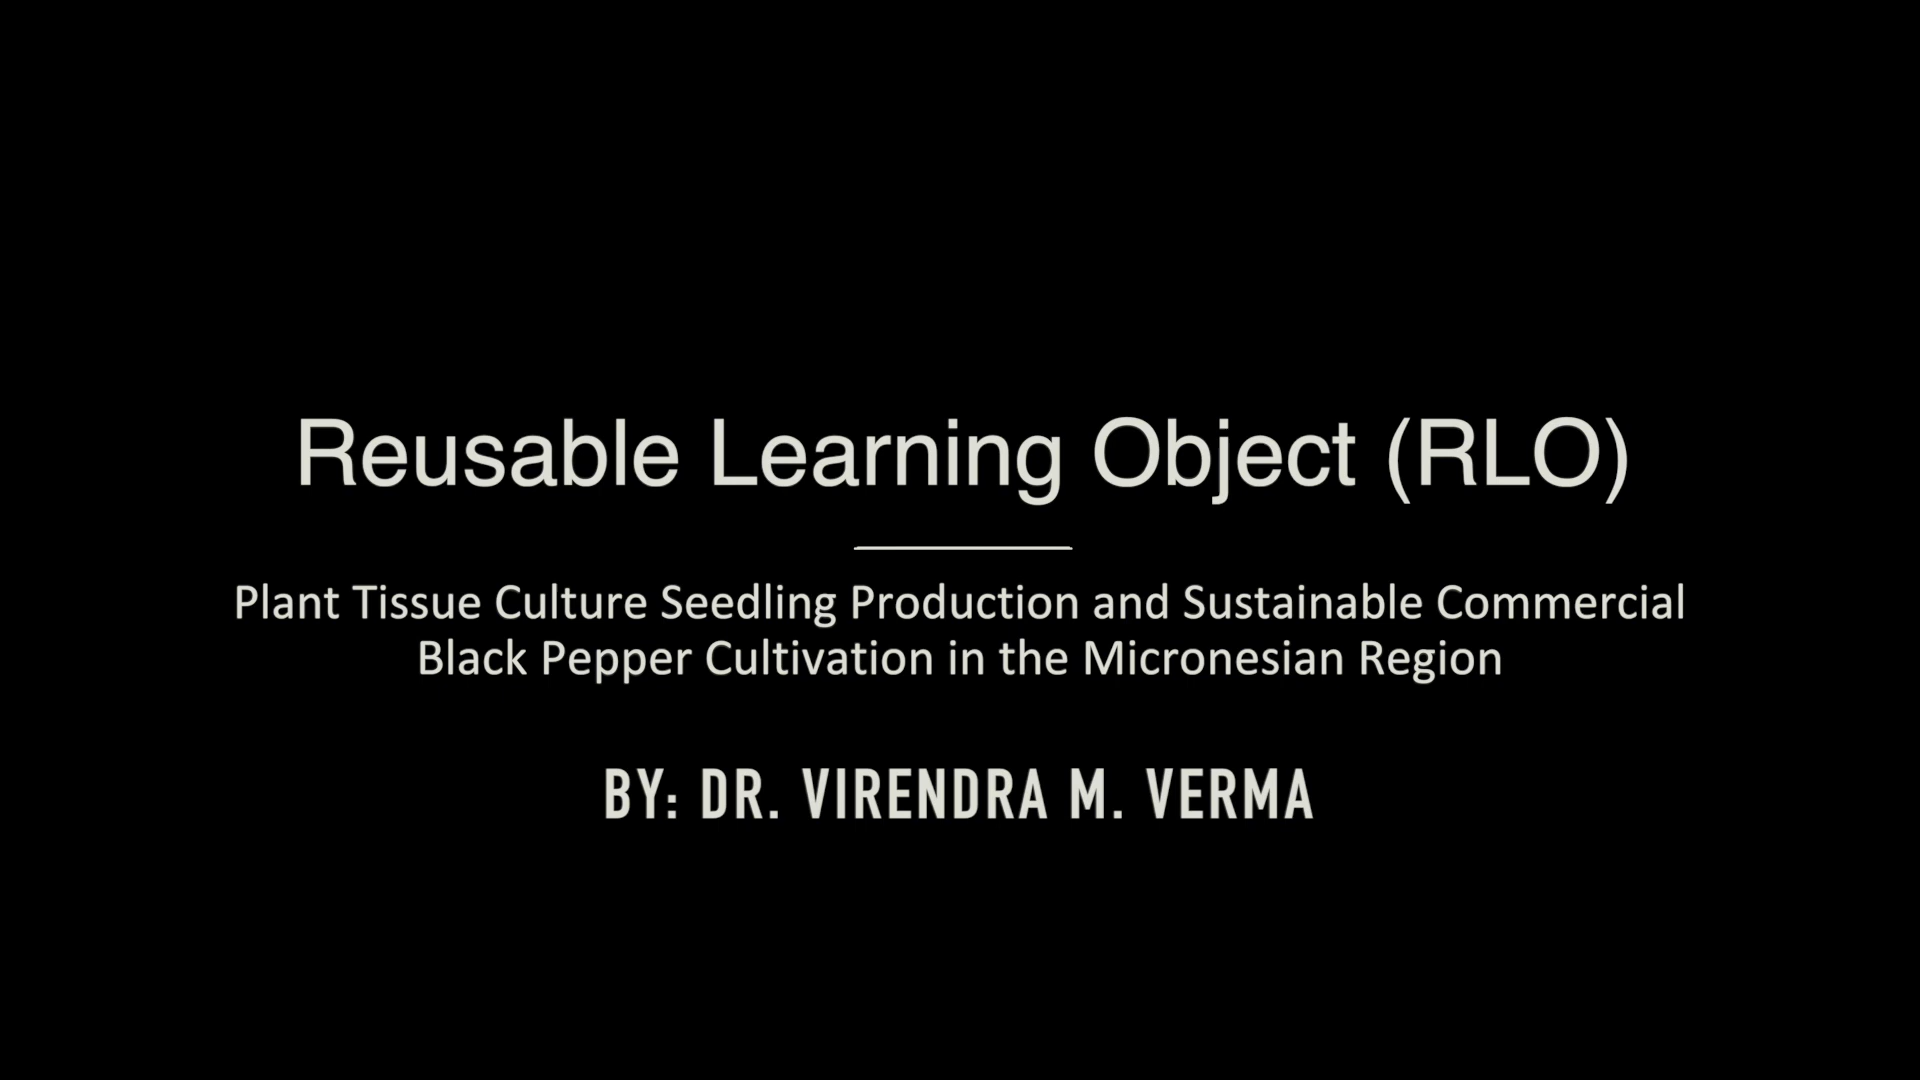 Reusable Learning Object (RLO)
Plant Tissue Culture Seedling Production and Sustainable Commercial
Black Pepper Cultivation in the Micronesian Region
BY: DR. VIRENDRA M. VERMA